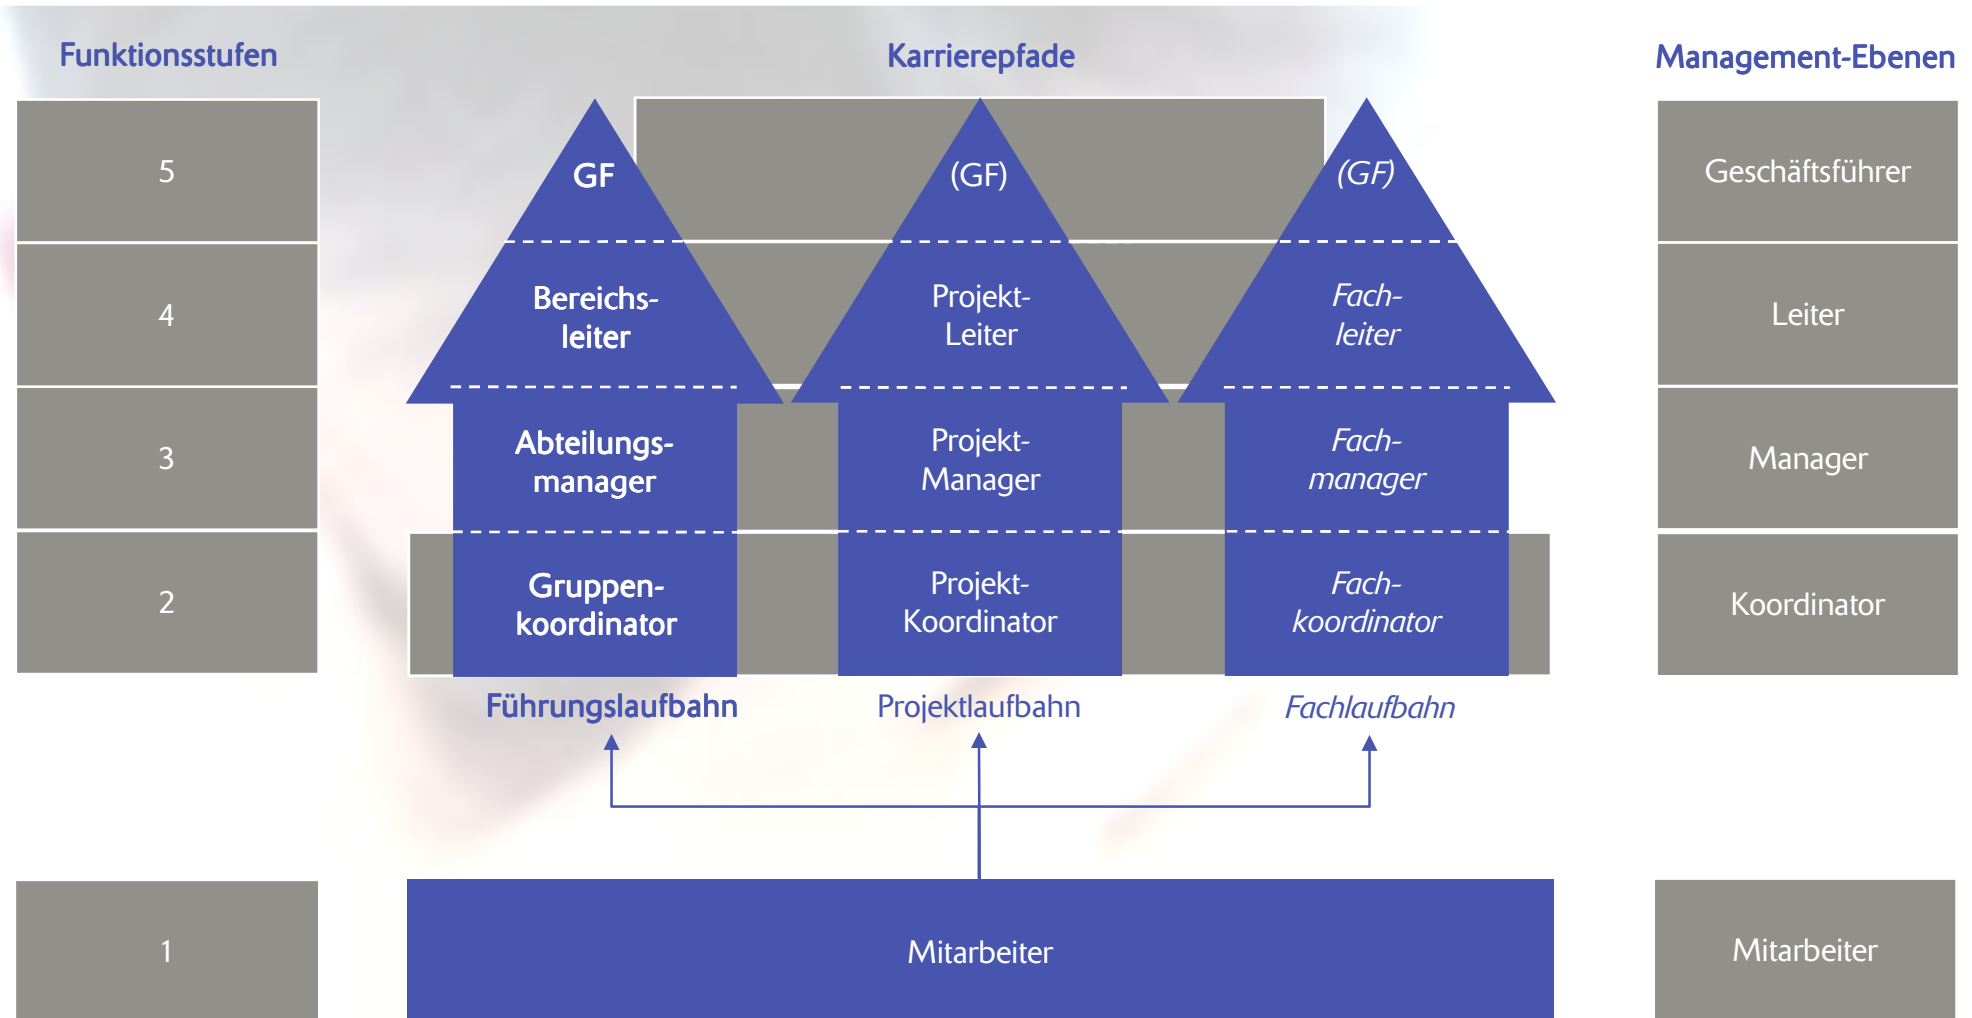 Funktionsstufen
Karrierepfade
Management-Ebenen
5
GF
(GF)
(GF)
Geschäftsführer
4
Bereichs-
leiter
Projekt-
Leiter
Fach-
leiter
Leiter
3
Abteilungs-
manager
Projekt-
Manager
Fach-
manager
Manager
2
Gruppen-
koordinator
Projekt-
Koordinator
Fach-
koordinator
Koordinator
Führungslaufbahn
Projektlaufbahn
Fachlaufbahn
1
Mitarbeiter
Mitarbeiter